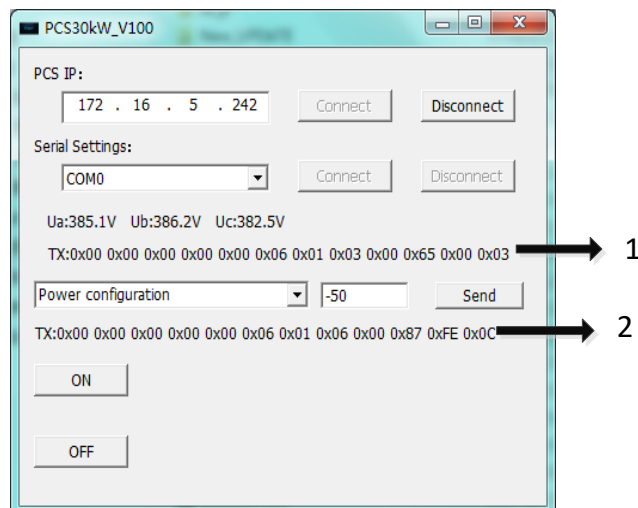 PCS30kW_V100
PCS IP:
172 . 16 . 5 . 242 Connect Disconnect
Serial Settings:
COM0 Connect Disconnect
Ua:385.1V Ub:386.2V Uc:382.5V
TX:0x00 0x00 0x00 0x00 0x00 0x06 0x01 0x03 0x00 0x65 0x00 0x03 1
Power configuration -50 Send
TX:0x00 0x00 0x00 0x00 0x00 0x06 0x01 0x06 0x00 0x87 0xFE 0x0C 2
ON
OFF